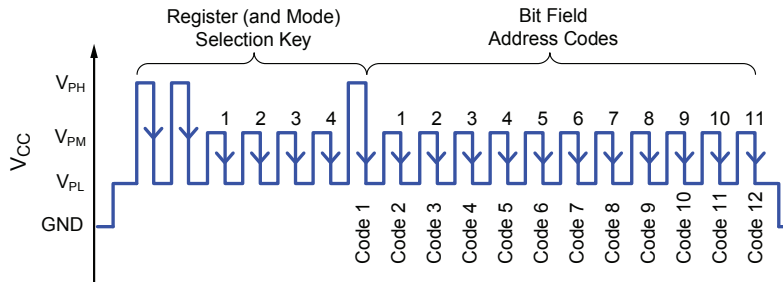 Register (and Mode)
Selection Key
Bit Field
Address Codes
VPH
VPM
VPL
GND
VCC
1 2 3 4 1 2 3 4 5 6 7 8 9 10 11
Code 1
Code 2
Code 3
Code 4
Code 5
Code 6
Code 7
Code 8
Code 9
Code 10
Code 11
Code 12